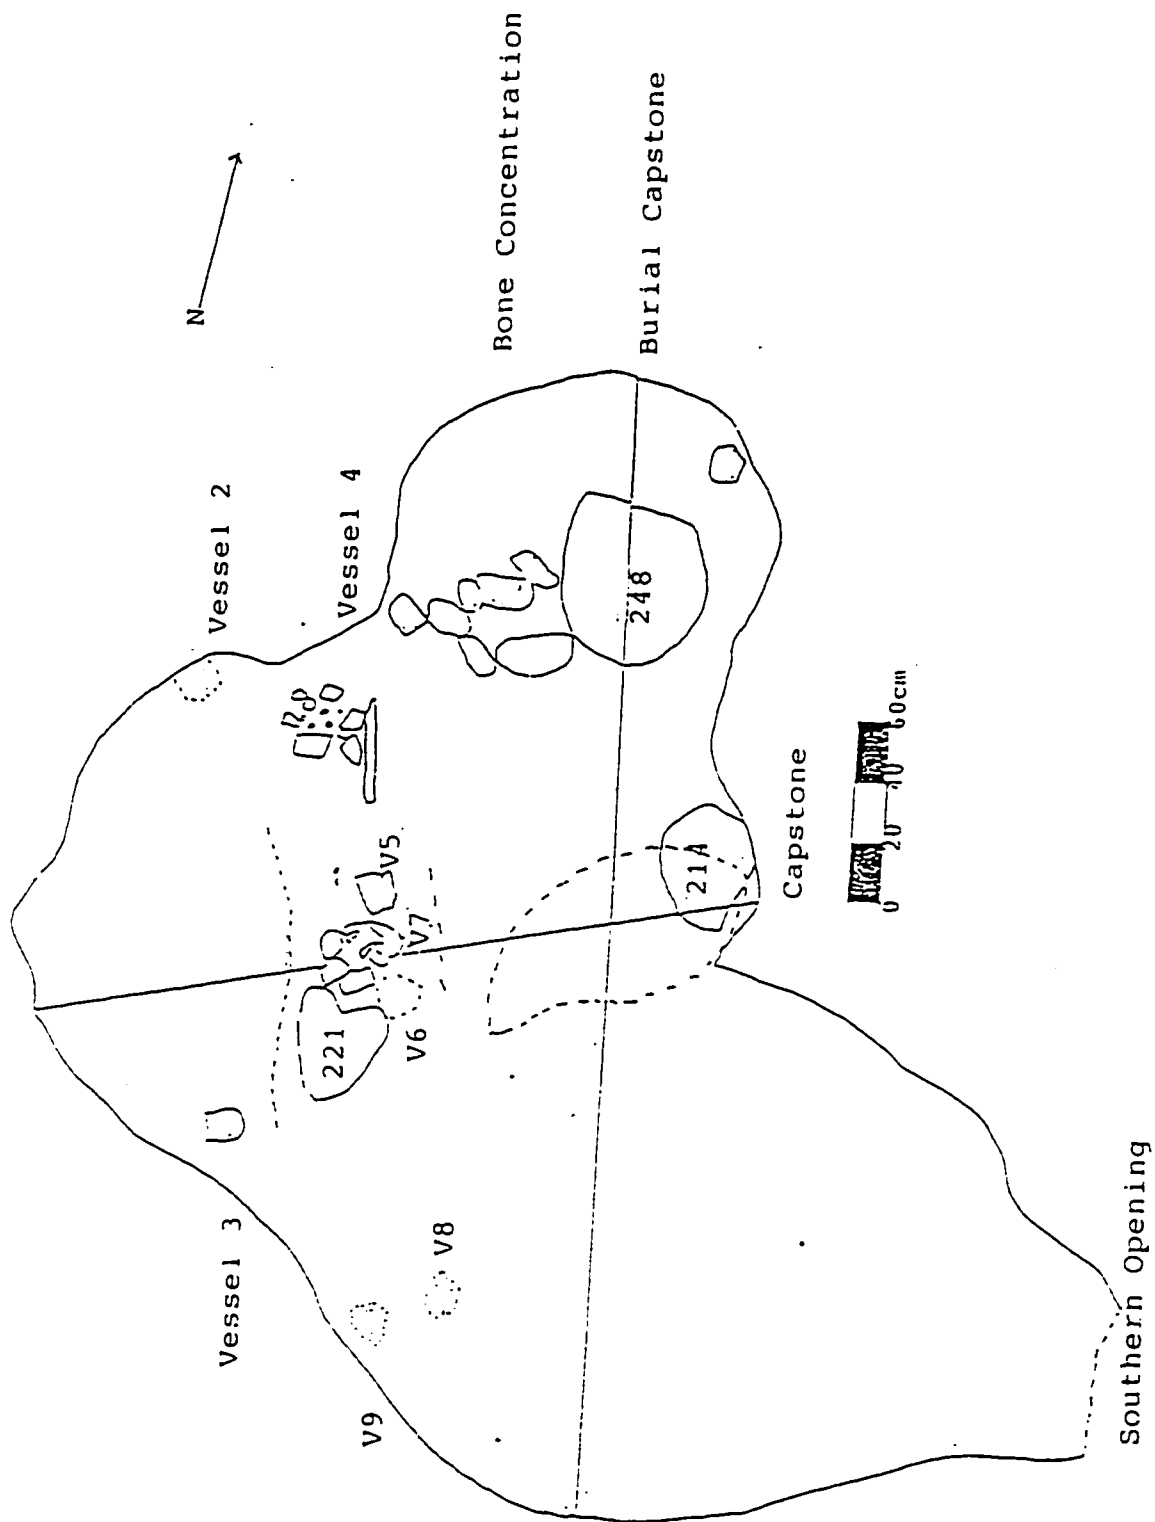 N
Bone Concentration
Burial Capstone
Vessel 2
Vessel 4
248
V5
V7
V6
221
214
Capstone
0 20 40 60cm
Vessel 3
V8
V9
Southern Opening